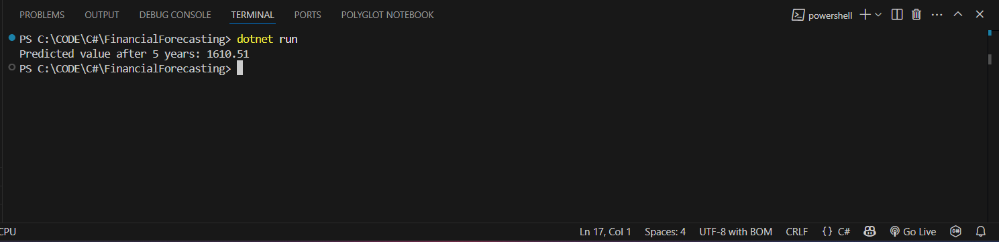 PROBLEMS OUTPUT DEBUG CONSOLE TERMINAL PORTS POLYGLOT NOTEBOOK powershell
PS C:\CODE\C#\FinancialForecasting> dotnet run
Predicted value after 5 years: 1610.51
PS C:\CODE\C#\FinancialForecasting>
CPU Ln 17, Col 1 Spaces: 4 UTF-8 with BOM CRLF {} C# Go Live